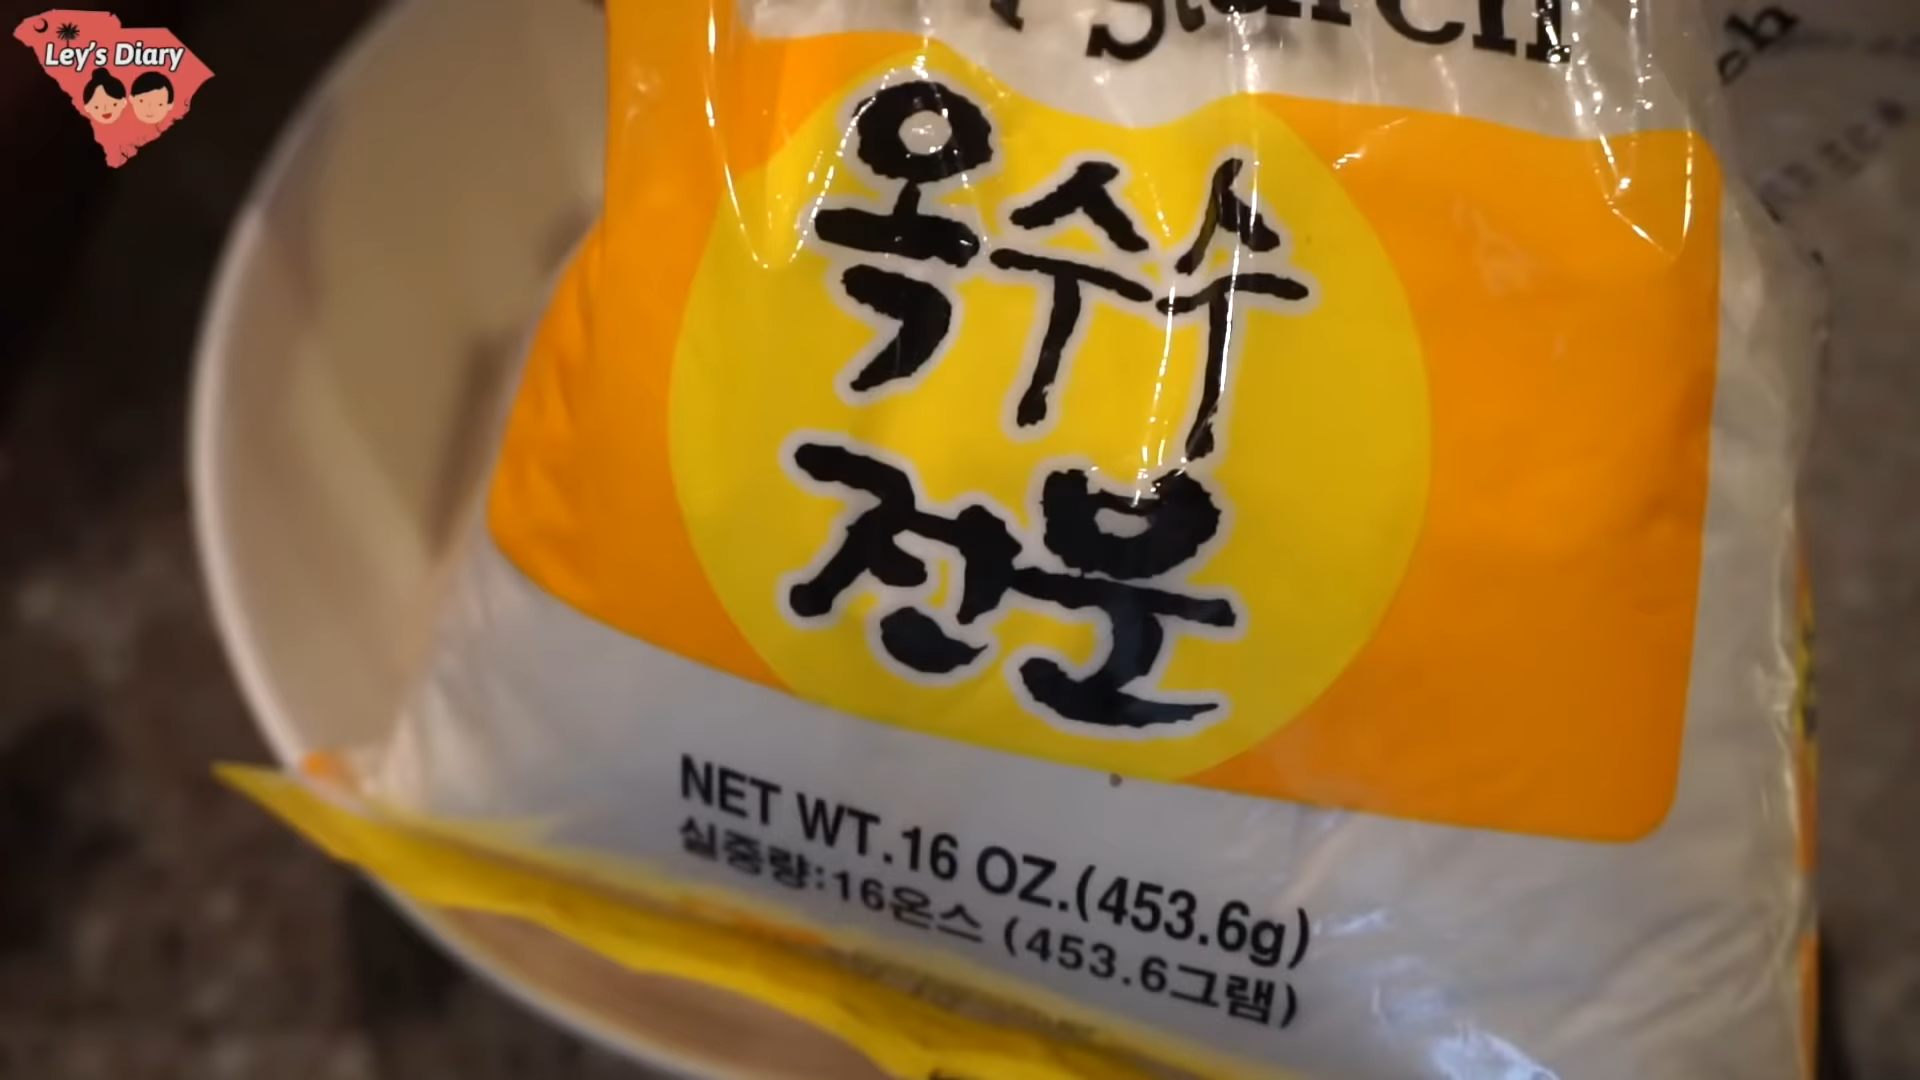 Ley's Diary
starch
옥수수
전분
NET WT.16 OZ.(453.6g)
실중량:16온스 (453.6그램)